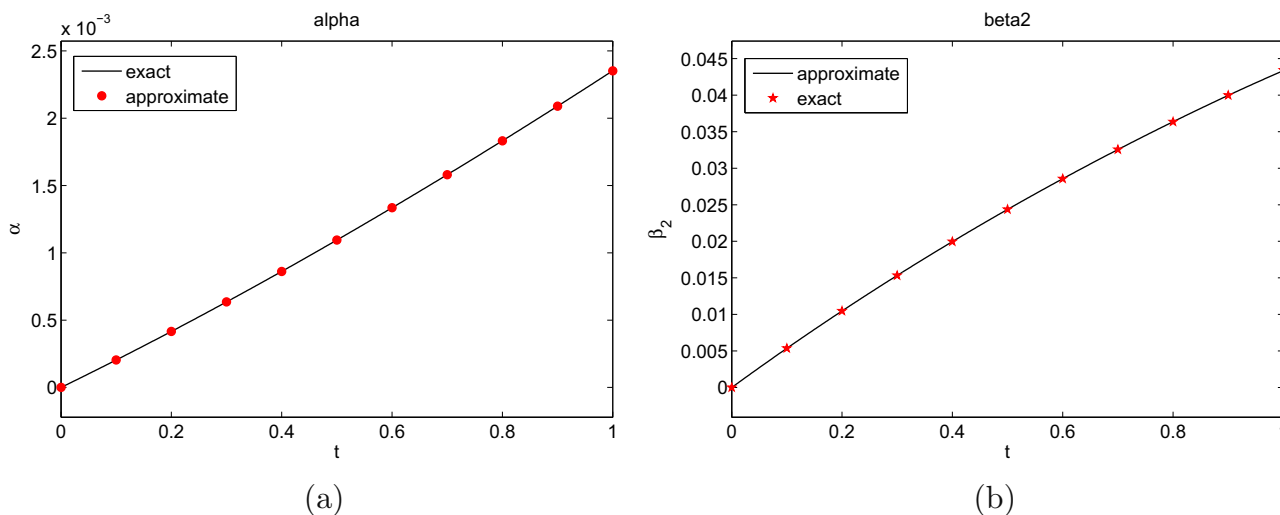 alpha
x 10⁻³
2.5
2
1.5
1
0.5
0
exact
approximate
α
0 0.2 0.4 0.6 0.8 1
t
(a)
beta2
0.045
0.04
0.035
0.03
0.025
0.02
0.015
0.01
0.005
0
approximate
exact
β₂
0 0.2 0.4 0.6 0.8 1
t
(b)